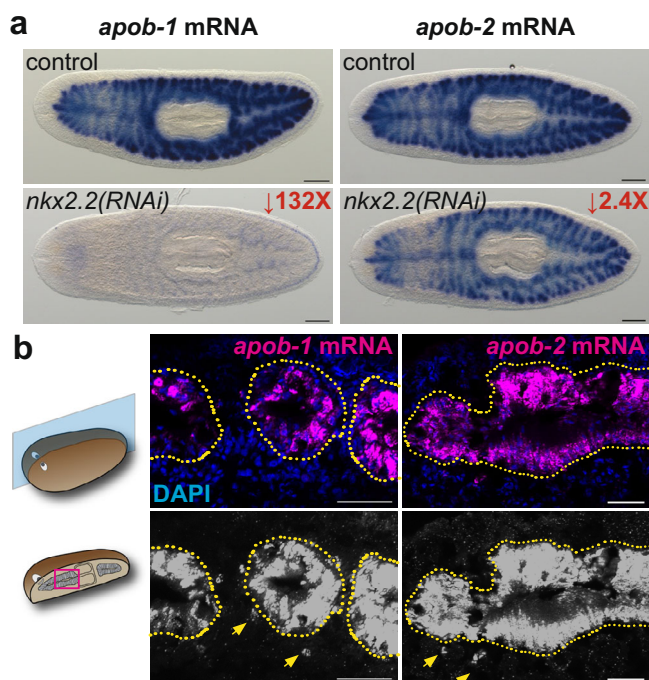 a
apob-1 mRNA
apob-2 mRNA
control
control
nkx2.2(RNAi)
↓132X
nkx2.2(RNAi)
↓2.4X
b
apob-1 mRNA
apob-2 mRNA
DAPI